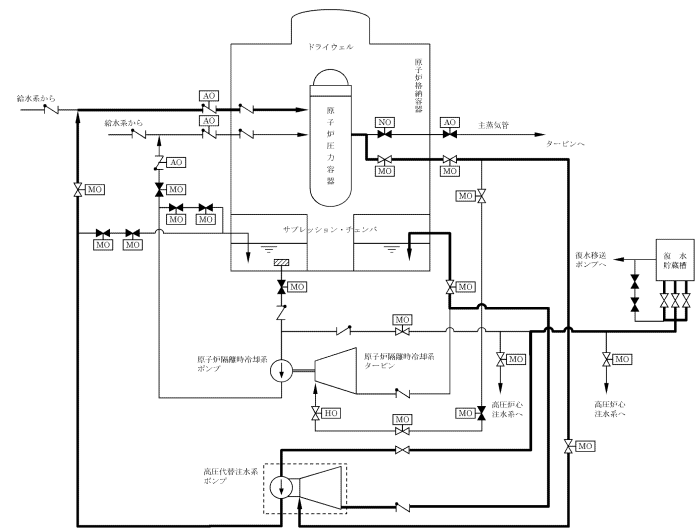 ドライウェル
原子炉格納容器
給水系から
AO
AO
給水系から
原子炉圧力容器
NO
AO
主蒸気管
タービンへ
AO
MO
MO
MO
MO
MO
MO
MO
MO
MO
サプレッション・チェンバ
復水移送
ポンプへ
復水
貯蔵槽
MO
MO
MO
原子炉隔離時冷却系
ポンプ
原子炉隔離時冷却系
タービン
MO
MO
高圧炉心
注水系へ
高圧炉心
注水系へ
HO
MO
MO
MO
高圧代替注水系
ポンプ